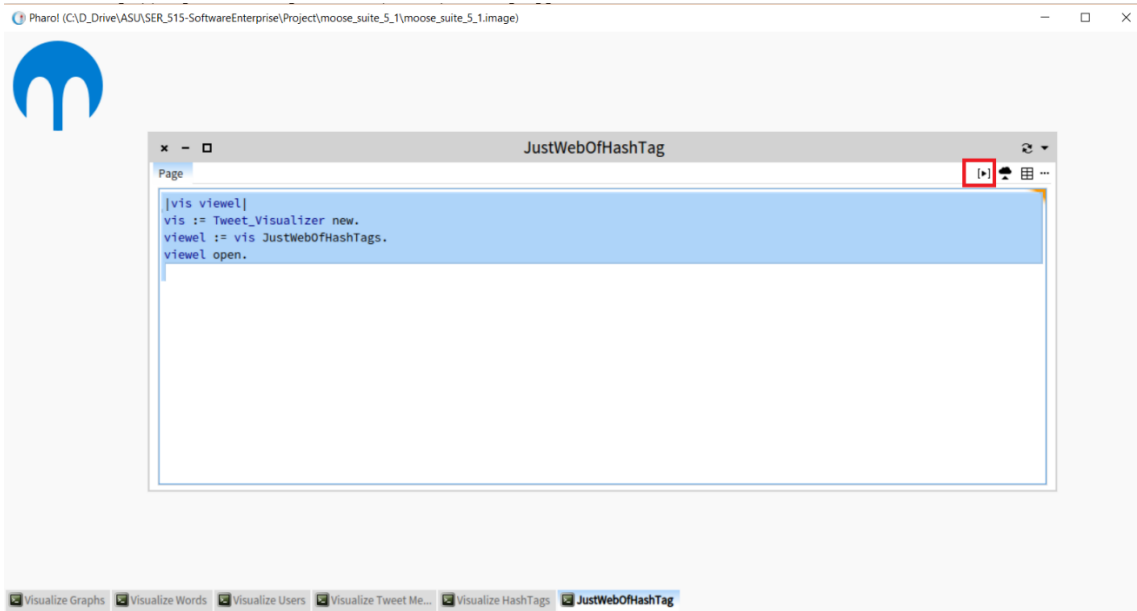 Pharo! (C:\D_Drive\ASU\SER_515-SoftwareEnterprise\Project\moose_suite_5_1\moose_suite_5_1.image)
JustWebOfHashTag
Page
|vis viewel|
vis := Tweet_Visualizer new.
viewel := vis JustWebOfHashTags.
viewel open.
Visualize Graphs Visualize Words Visualize Users Visualize Tweet Me... Visualize HashTags JustWebOfHashTag